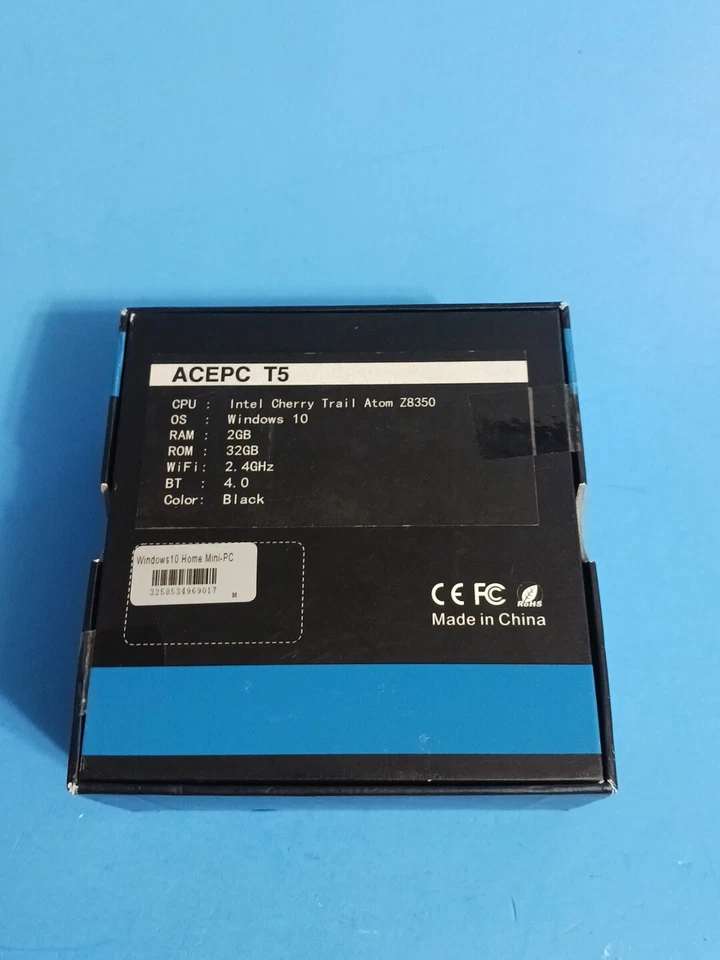 ACEPC T5
CPU : Intel Cherry Trail Atom Z8350
OS : Windows 10
RAM : 2GB
ROM : 32GB
WiFi: 2.4GHz
BT : 4.0
Color: Black
Windows10 Home Mini-PC
3258534969017 M
CE FC RoHS
Made in China